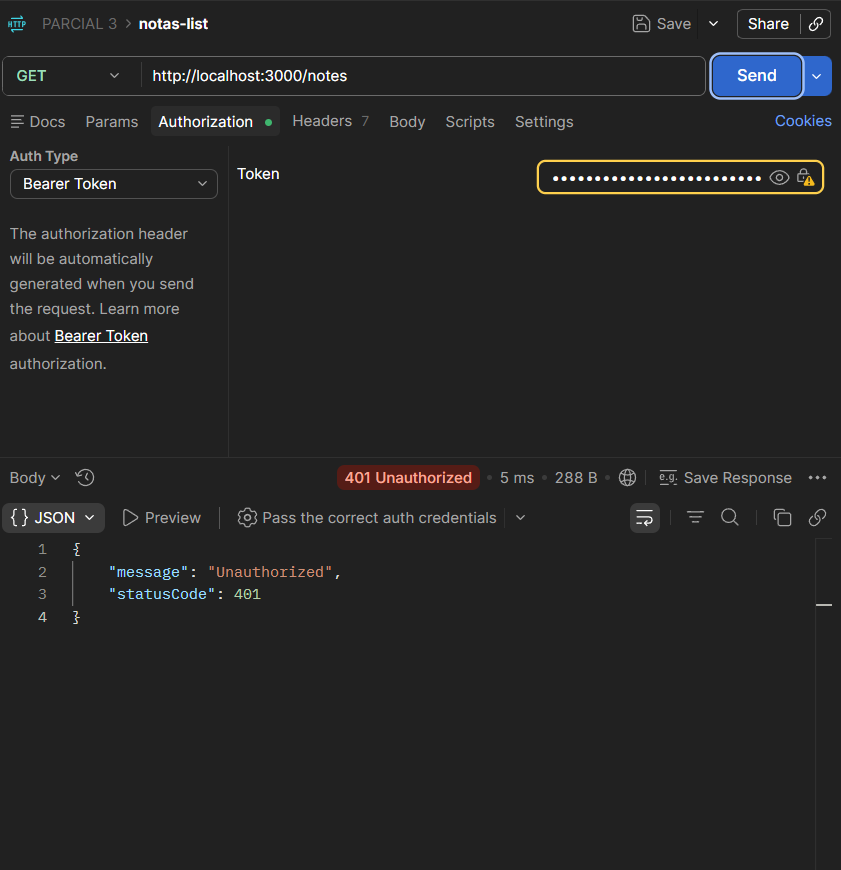 HTTP PARCIAL 3 > notas-list Save Share
GET http://localhost:3000/notes Send
Docs Params Authorization Headers 7 Body Scripts Settings Cookies
Auth Type
Bearer Token
Token
The authorization header
will be automatically
generated when you send
the request. Learn more
about Bearer Token
authorization.
Body 401 Unauthorized • 5 ms • 288 B • e.g. Save Response
{} JSON Preview Pass the correct auth credentials
1 {
2 "message": "Unauthorized",
3 "statusCode": 401
4 }